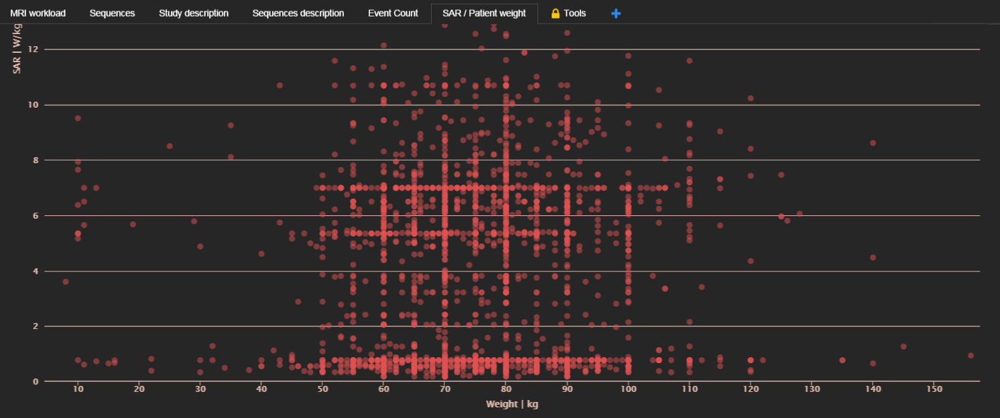 MRI workload Sequences Study description Sequences description Event Count SAR / Patient weight Tools
SAR | W/kg
12
10
8
6
4
2
0
10 20 30 40 50 60 70 80 90 100 110 120 130 140 150
Weight | kg